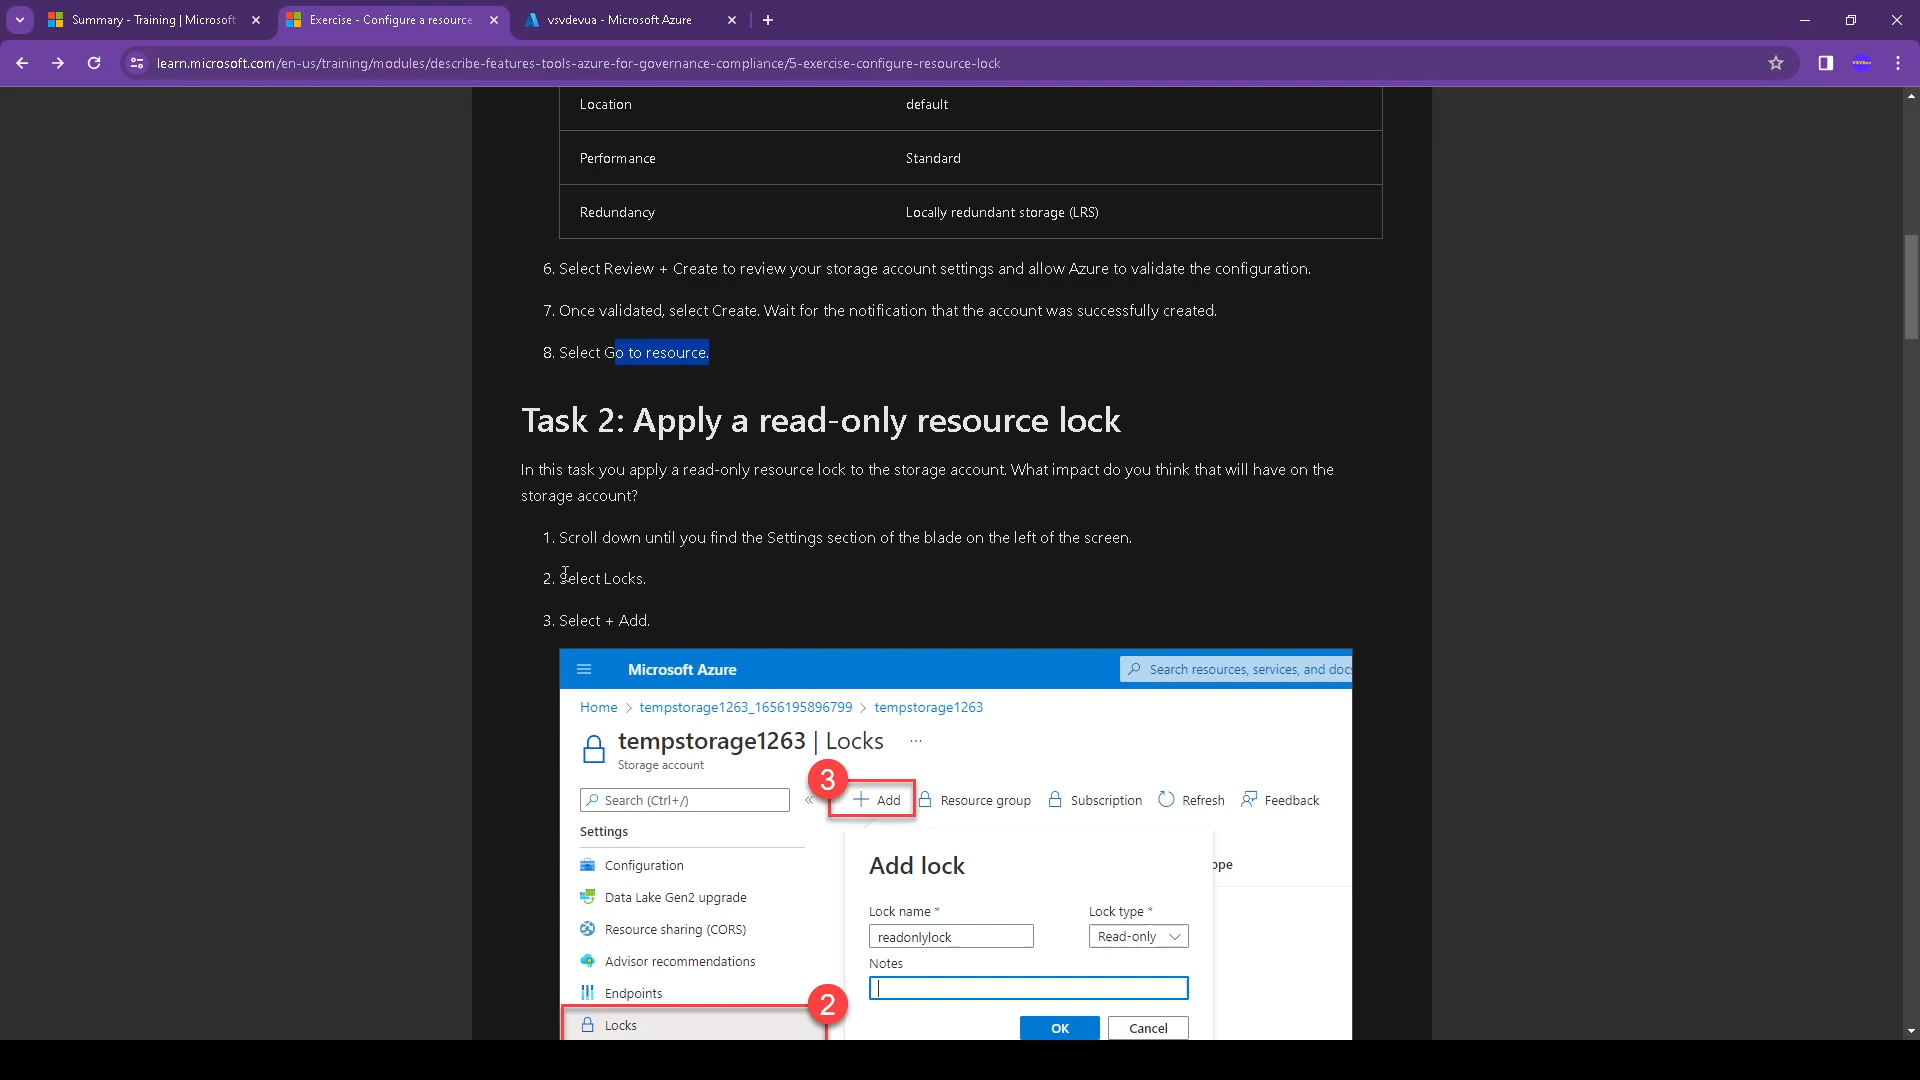 Summary - Training | Microsoft
Exercise - Configure a resource
vsvdevua - Microsoft Azure
learn.microsoft.com/en-us/training/modules/describe-features-tools-azure-for-governance-compliance/5-exercise-configure-resource-lock
Location default
Performance Standard
Redundancy Locally redundant storage (LRS)
6. Select Review + Create to review your storage account settings and allow Azure to validate the configuration.
7. Once validated, select Create. Wait for the notification that the account was successfully created.
8. Select Go to resource.
Task 2: Apply a read-only resource lock
In this task you apply a read-only resource lock to the storage account. What impact do you think that will have on the
storage account?
1. Scroll down until you find the Settings section of the blade on the left of the screen.
2. Select Locks.
3. Select + Add.
Microsoft Azure
Search resources, services, and docs
Home > tempstorage1263_1656195896799 > tempstorage1263
tempstorage1263 | Locks ...
Storage account
3
Search (Ctrl+/) « + Add Resource group Subscription Refresh Feedback
Settings
Configuration
Data Lake Gen2 upgrade
Resource sharing (CORS)
Advisor recommendations
Endpoints
2
Locks
Add lock
ope
Lock name * Lock type *
readonlylock Read-only
Notes
OK Cancel